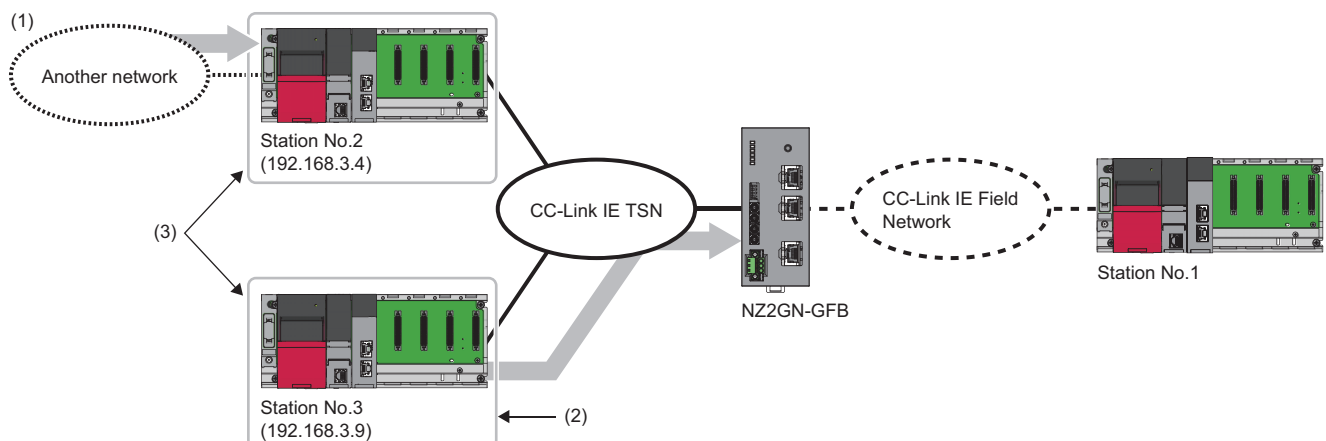 (1)
Another network
Station No.2
(192.168.3.4)
(3)
CC-Link IE TSN
CC-Link IE Field
Network
Station No.1
NZ2GN-GFB
Station No.3
(192.168.3.9)
(2)